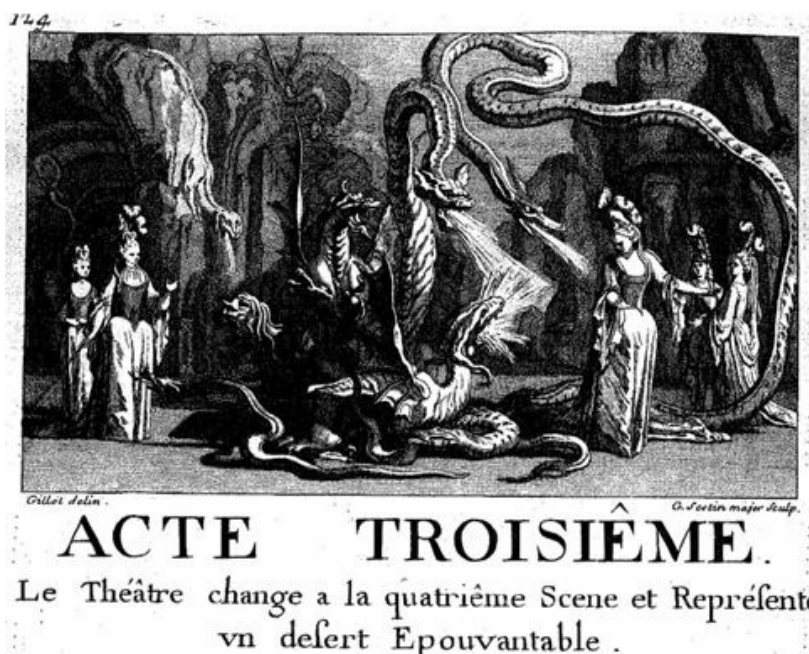 124
Gillot delin.
G. Scotin major Sculp.
ACTE TROISIÊME.
Le Théâtre change a la quatriême Scene et Repréſente
vn deſert Epouvantable.